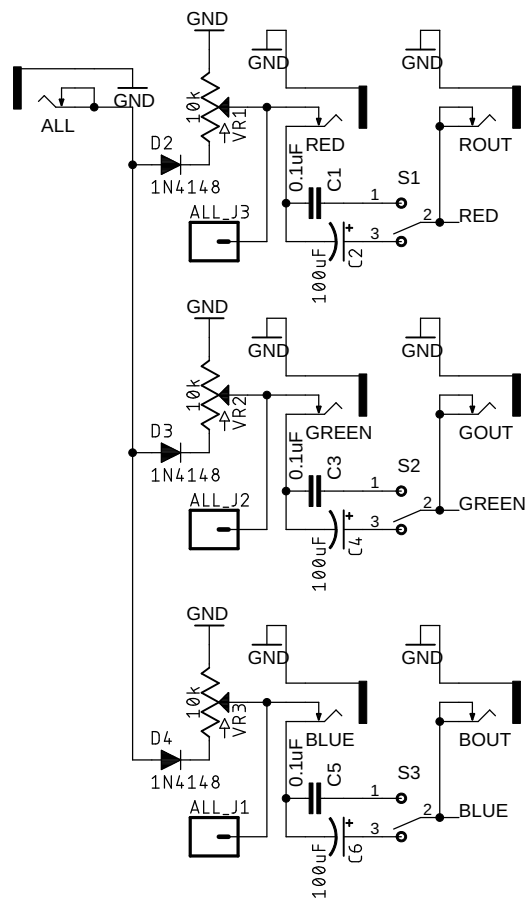 GND
GND
GND
GND
ALL
10k
VR1
RED
ROUT
D2
1N4148
0.1uF
C1
1
S1
ALL_J3
2
RED
3
100uF
C2
GND
GND
GND
10k
VR2
GREEN
GOUT
D3
1N4148
0.1uF
C3
1
S2
ALL_J2
2
GREEN
3
100uF
C4
GND
GND
GND
10k
VR3
BLUE
BOUT
D4
1N4148
0.1uF
C5
1
S3
ALL_J1
2
BLUE
3
100uF
C6